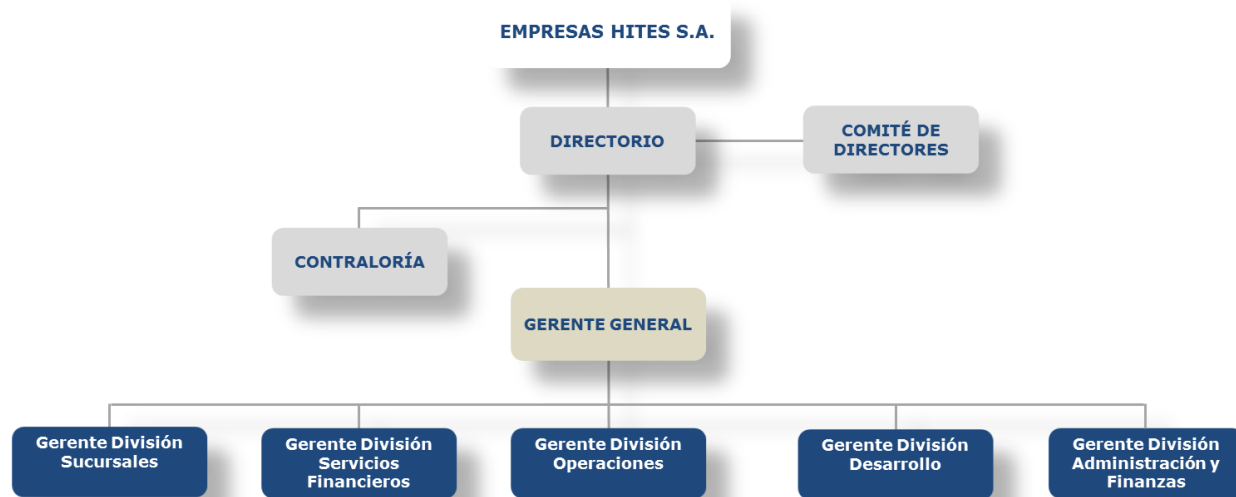 EMPRESAS HITES S.A.
DIRECTORIO
COMITÉ DE
DIRECTORES
CONTRALORÍA
GERENTE GENERAL
Gerente División
Sucursales
Gerente División
Servicios
Financieros
Gerente División
Operaciones
Gerente División
Desarrollo
Gerente División
Administración y
Finanzas